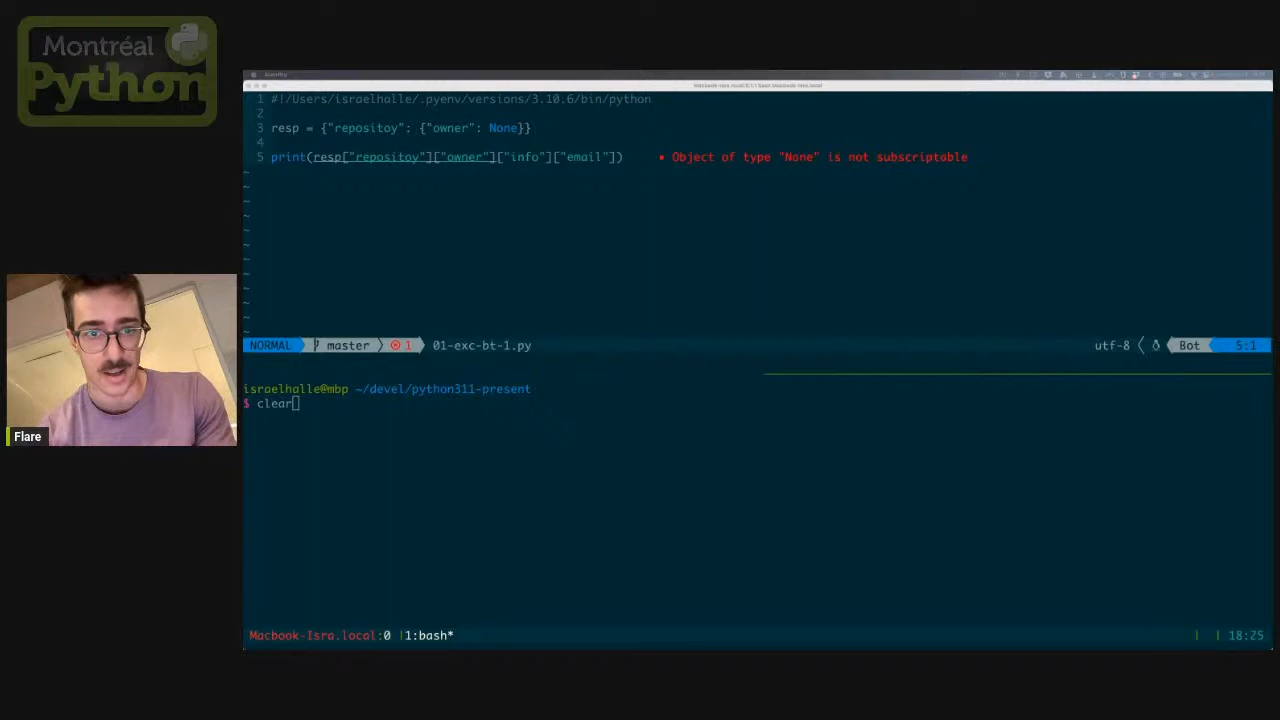 Montréal
Python
1 #!/Users/israelhalle/.pyenv/versions/3.10.6/bin/python
2
3 resp = {"repositoy": {"owner": None}}
4
5 print(resp["repositoy"]["owner"]["info"]["email"]) ▪ Object of type "None" is not subscriptable
~
~
~
~
~
~
~
~
~
~
~
~
NORMAL master ⊗ 1 01-exc-bt-1.py utf-8 Bot 5:1
israelhalle@mbp ~/devel/python311-present
$ clear
Flare
Macbook-Isra.local:0 |1:bash* | | 18:25